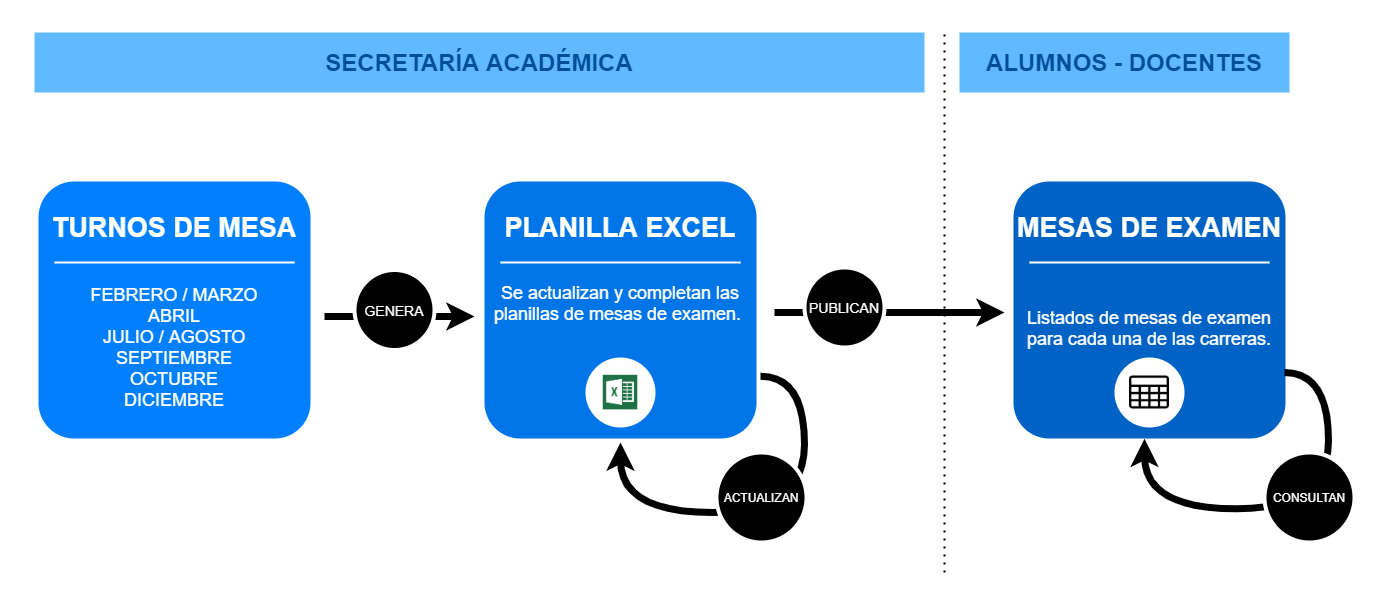 SECRETARÍA ACADÉMICA
ALUMNOS - DOCENTES
TURNOS DE MESA
FEBRERO / MARZO
ABRIL
JULIO / AGOSTO
SEPTIEMBRE
OCTUBRE
DICIEMBRE
GENERA
PLANILLA EXCEL
Se actualizan y completan las
planillas de mesas de examen.
X
ACTUALIZAN
PUBLICAN
MESAS DE EXAMEN
Listados de mesas de examen
para cada una de las carreras.
CONSULTAN